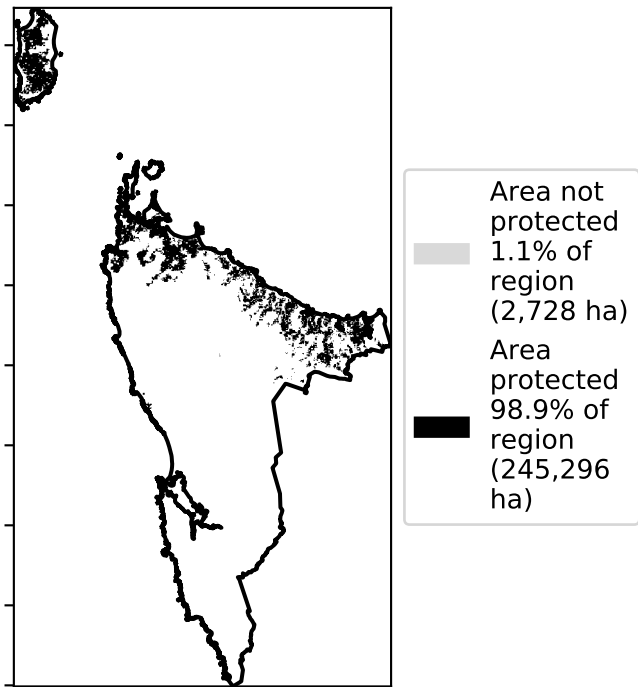 Area not
protected
1.1% of
region
(2,728 ha)
Area
protected
98.9% of
region
(245,296
ha)